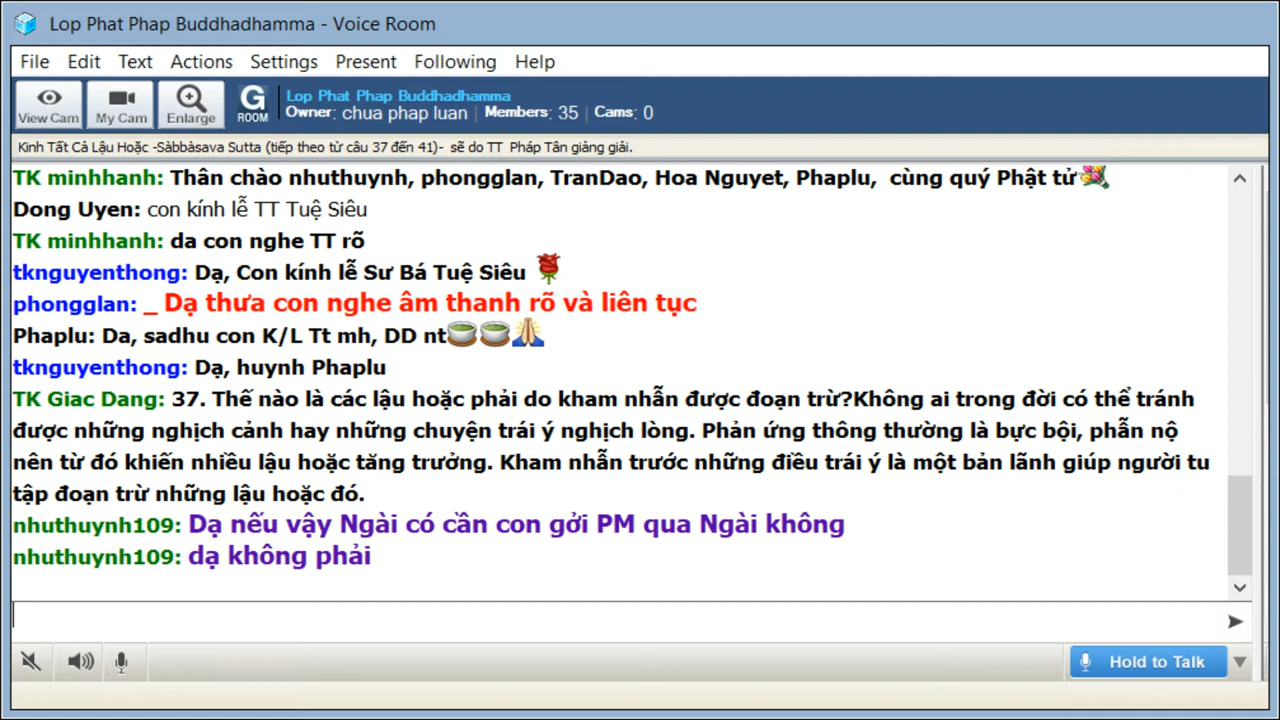 Lop Phat Phap Buddhadhamma - Voice Room
File Edit Text Actions Settings Present Following Help
Lop Phat Phap Buddhadhamma
View Cam My Cam Enlarge G ROOM Owner: chua phap luan | Members: 35 | Cams: 0
Kinh Tất Cả Lậu Hoặc -Sàbbàsava Sutta (tiếp theo từ câu 37 đến 41)- sẽ do TT Pháp Tân giảng giải.
TK minhhanh: Thân chào nhuthuynh, phongglan, TranDao, Hoa Nguyet, Phaplu, cùng quý Phật tử
Dong Uyen: con kính lễ TT Tuệ Siêu
TK minhhanh: da con nghe TT rõ
tknguyenthong: Dạ, Con kính lễ Sư Bá Tuệ Siêu
phongglan: _ Dạ thưa con nghe âm thanh rõ và liên tục
Phaplu: Da, sadhu con K/L Tt mh, DD nt
tknguyenthong: Dạ, huynh Phaplu
TK Giac Dang: 37. Thế nào là các lậu hoặc phải do kham nhẫn được đoạn trừ?Không ai trong đời có thể tránh
được những nghịch cảnh hay những chuyện trái ý nghịch lòng. Phản ứng thông thường là bực bội, phẫn nộ
nên từ đó khiến nhiều lậu hoặc tăng trưởng. Kham nhẫn trước những điều trái ý là một bản lãnh giúp người tu
tập đoạn trừ những lậu hoặc đó.
nhuthuynh109: Dạ nếu vậy Ngài có cần con gởi PM qua Ngài không
nhuthuynh109: dạ không phải
Hold to Talk